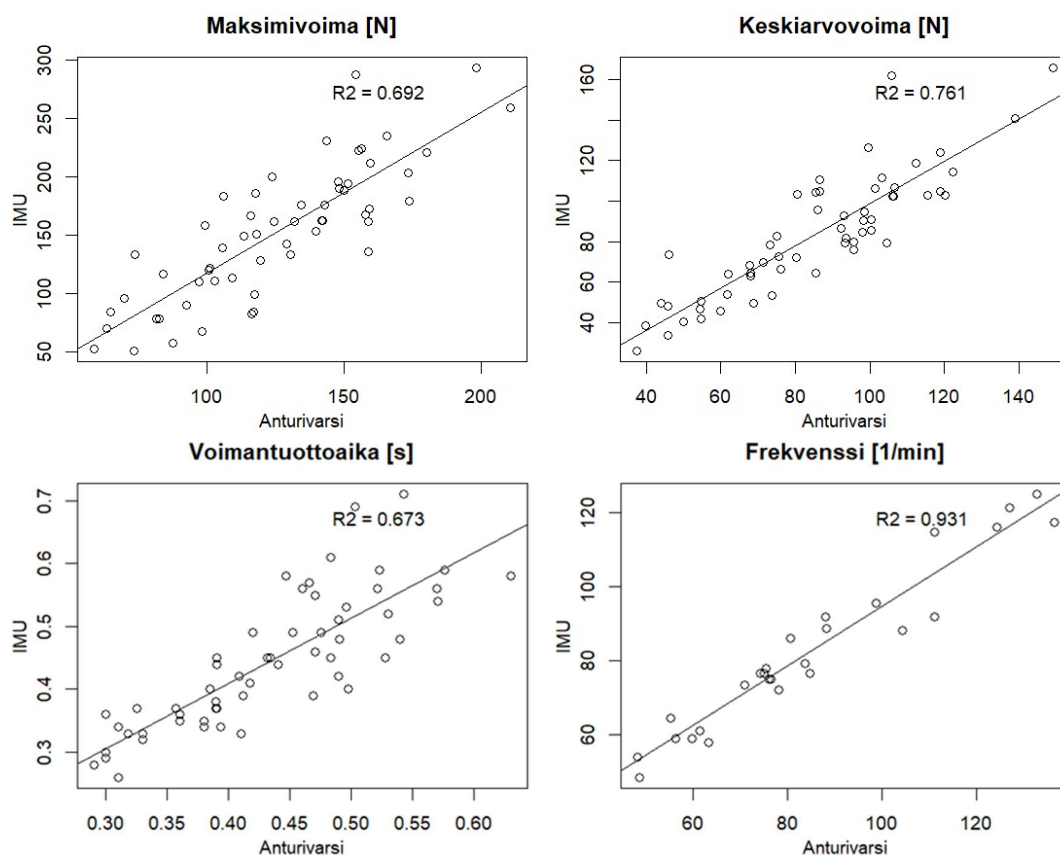 Maksimivoima [N]
R2 = 0.692
IMU
50 100 150 200 250 300
100 150 200
Anturivarsi
Keskiarvovoima [N]
R2 = 0.761
IMU
40 80 120 160
40 60 80 100 120 140
Anturivarsi
Voimantuottoaika [s]
R2 = 0.673
IMU
0.3 0.4 0.5 0.6 0.7
0.30 0.35 0.40 0.45 0.50 0.55 0.60
Anturivarsi
Frekvenssi [1/min]
R2 = 0.931
IMU
60 80 100 120
60 80 100 120
Anturivarsi